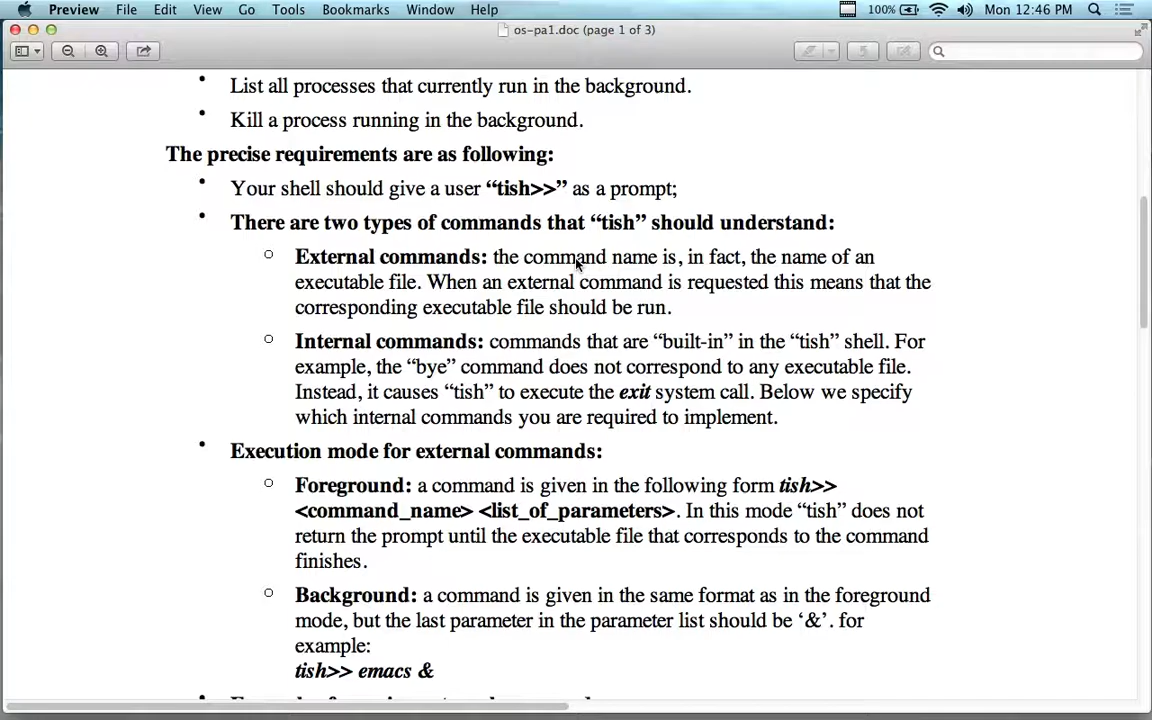 Preview File Edit View Go Tools Bookmarks Window Help 100% Mon 12:46 PM
os-pa1.doc (page 1 of 3)
• List all processes that currently run in the background.
• Kill a process running in the background.
The precise requirements are as following:
• Your shell should give a user “tish>>” as a prompt;
• There are two types of commands that “tish” should understand:
○ External commands: the command name is, in fact, the name of an
executable file. When an external command is requested this means that the
corresponding executable file should be run.
○ Internal commands: commands that are “built-in” in the “tish” shell. For
example, the “bye” command does not correspond to any executable file.
Instead, it causes “tish” to execute the exit system call. Below we specify
which internal commands you are required to implement.
• Execution mode for external commands:
○ Foreground: a command is given in the following form tish>>
<command_name> <list_of_parameters>. In this mode “tish” does not
return the prompt until the executable file that corresponds to the command
finishes.
○ Background: a command is given in the same format as in the foreground
mode, but the last parameter in the parameter list should be ‘&’. for
example:
tish>> emacs &